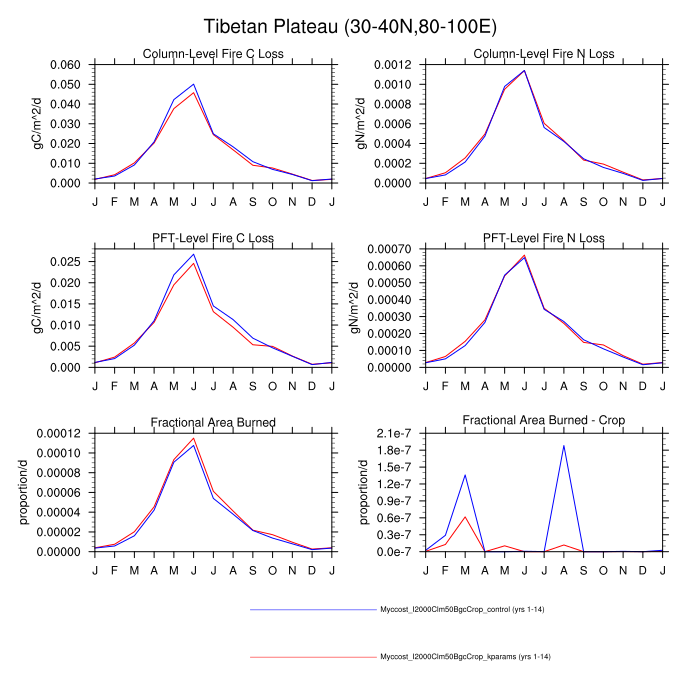 Tibetan Plateau (30-40N,80-100E)
Column-Level Fire C Loss
gC/m^2/d
0.060
0.050
0.040
0.030
0.020
0.010
0.000
J F M A M J J A S O N D J
Column-Level Fire N Loss
gN/m^2/d
0.0012
0.0010
0.0008
0.0006
0.0004
0.0002
0.0000
J F M A M J J A S O N D J
PFT-Level Fire C Loss
gC/m^2/d
0.025
0.020
0.015
0.010
0.005
0.000
J F M A M J J A S O N D J
PFT-Level Fire N Loss
gN/m^2/d
0.00070
0.00060
0.00050
0.00040
0.00030
0.00020
0.00010
0.00000
J F M A M J J A S O N D J
Fractional Area Burned
proportion/d
0.00012
0.00010
0.00008
0.00006
0.00004
0.00002
0.00000
J F M A M J J A S O N D J
Fractional Area Burned - Crop
proportion/d
2.1e-7
1.8e-7
1.5e-7
1.2e-7
0.9e-7
0.6e-7
0.3e-7
0.0e-7
J F M A M J J A S O N D J
Myccost_I2000Clm50BgcCrop_control (yrs 1-14)
Myccost_I2000Clm50BgcCrop_kparams (yrs 1-14)